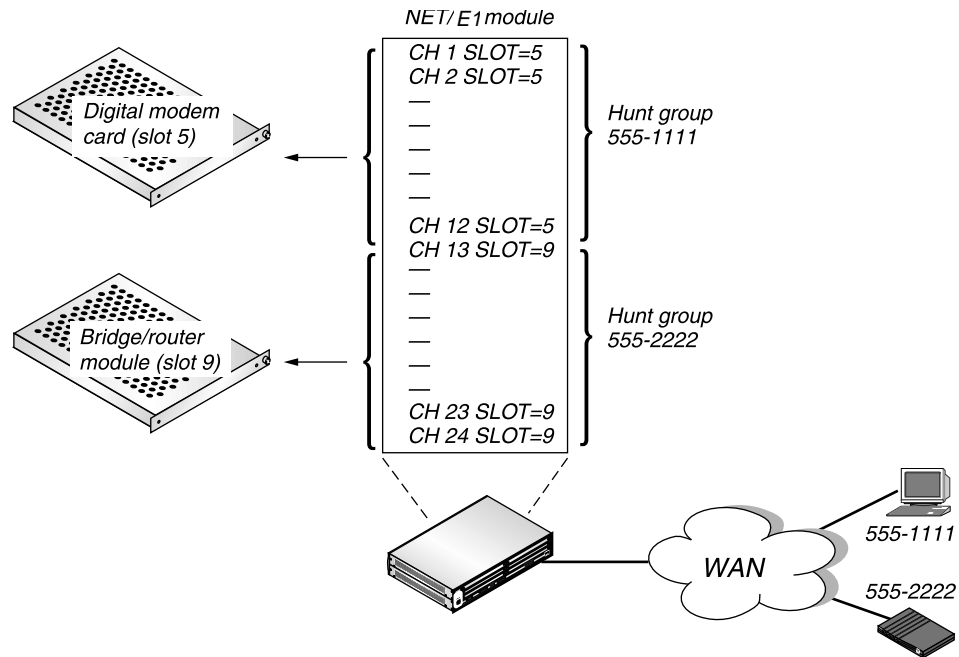 NET/E1 module
CH 1 SLOT=5
CH 2 SLOT=5
Digital modem
card (slot 5)
Hunt group
555-1111
CH 12 SLOT=5
CH 13 SLOT=9
Bridge/router
module (slot 9)
Hunt group
555-2222
CH 23 SLOT=9
CH 24 SLOT=9
WAN
555-1111
555-2222